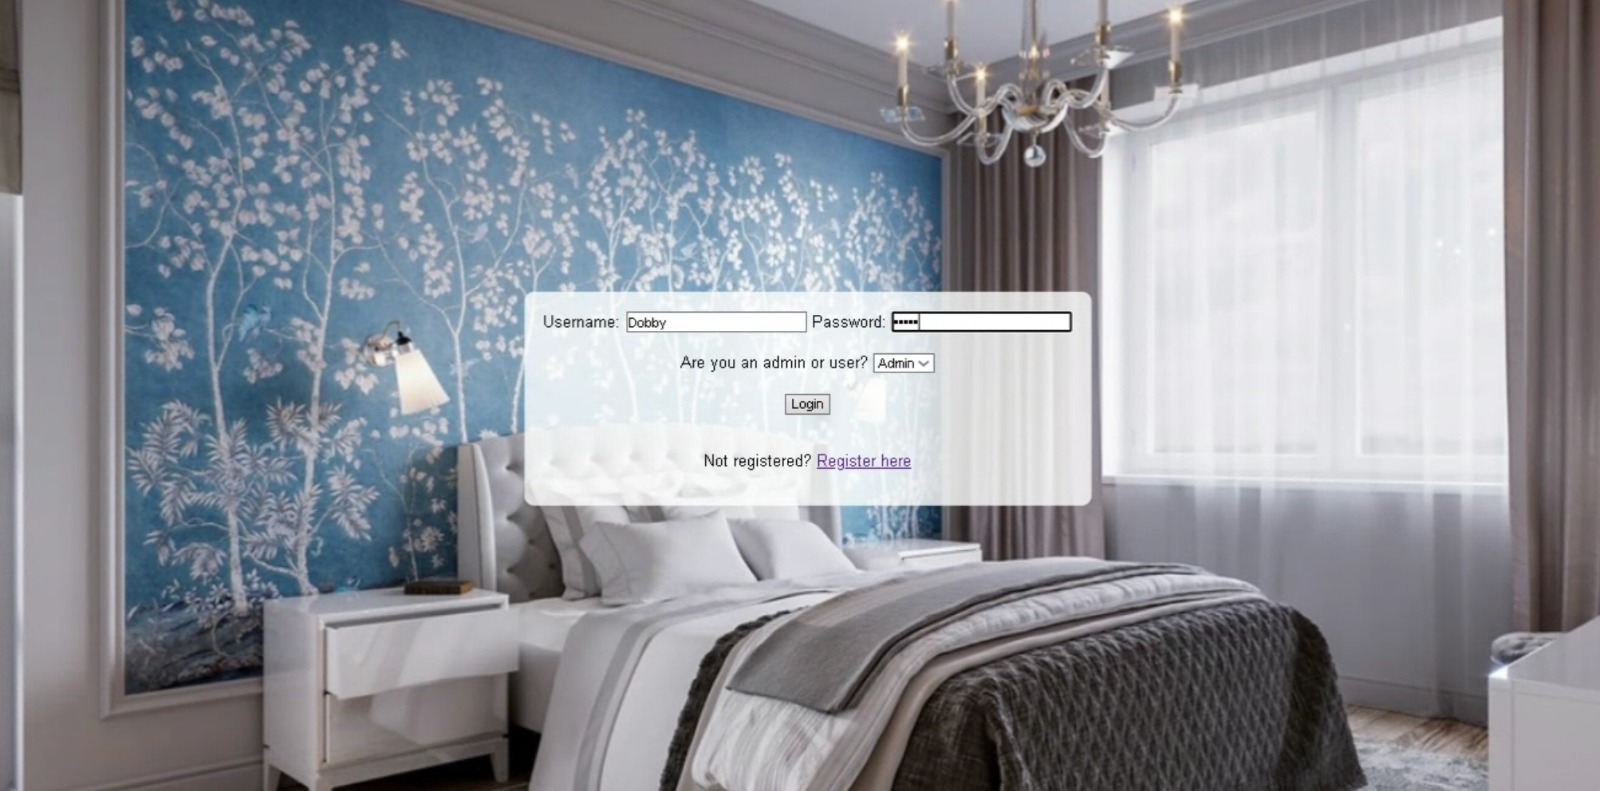 Username: Dobby Password: •••••
Are you an admin or user? Admin
Login
Not registered? Register here